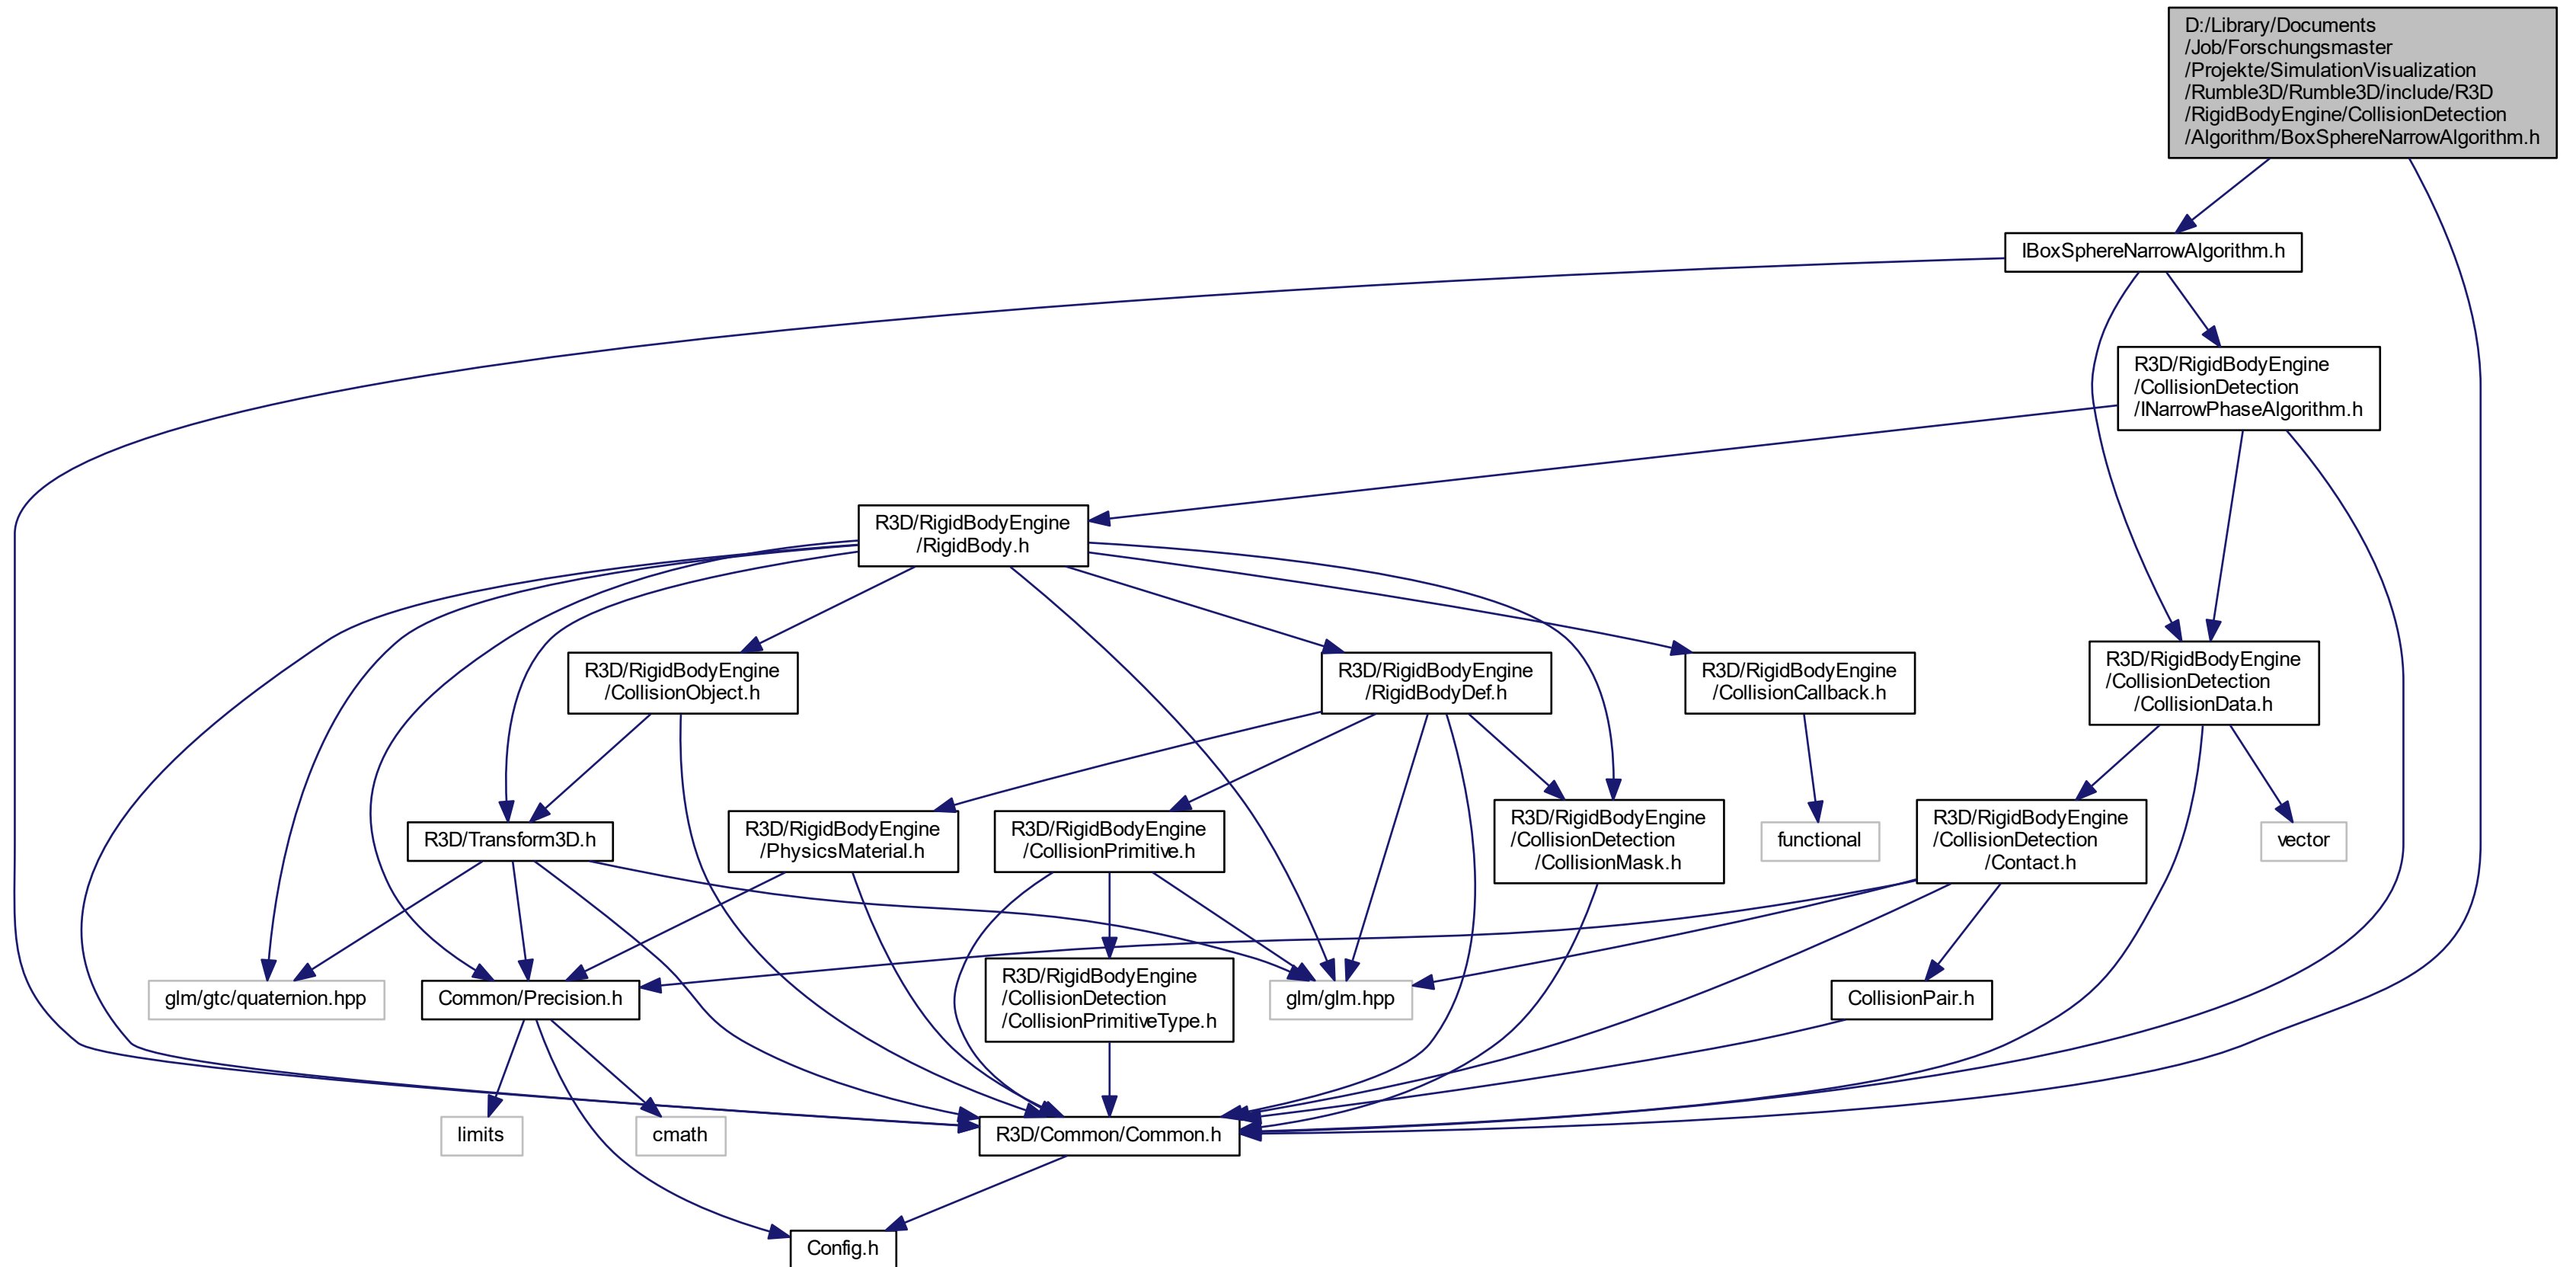 D:/Library/Documents
/Job/Forschungsmaster
/Projekte/SimulationVisualization
/Rumble3D/Rumble3D/include/R3D
/RigidBodyEngine/CollisionDetection
/Algorithm/BoxSphereNarrowAlgorithm.h
IBoxSphereNarrowAlgorithm.h
R3D/RigidBodyEngine
/CollisionDetection
/INarrowPhaseAlgorithm.h
R3D/RigidBodyEngine
/RigidBody.h
R3D/RigidBodyEngine
/CollisionObject.h
R3D/RigidBodyEngine
/RigidBodyDef.h
R3D/RigidBodyEngine
/CollisionCallback.h
R3D/RigidBodyEngine
/CollisionDetection
/CollisionData.h
R3D/Transform3D.h
R3D/RigidBodyEngine
/PhysicsMaterial.h
R3D/RigidBodyEngine
/CollisionPrimitive.h
R3D/RigidBodyEngine
/CollisionDetection
/CollisionMask.h
functional
R3D/RigidBodyEngine
/CollisionDetection
/Contact.h
vector
glm/gtc/quaternion.hpp
Common/Precision.h
R3D/RigidBodyEngine
/CollisionDetection
/CollisionPrimitiveType.h
glm/glm.hpp
CollisionPair.h
limits
cmath
R3D/Common/Common.h
Config.h